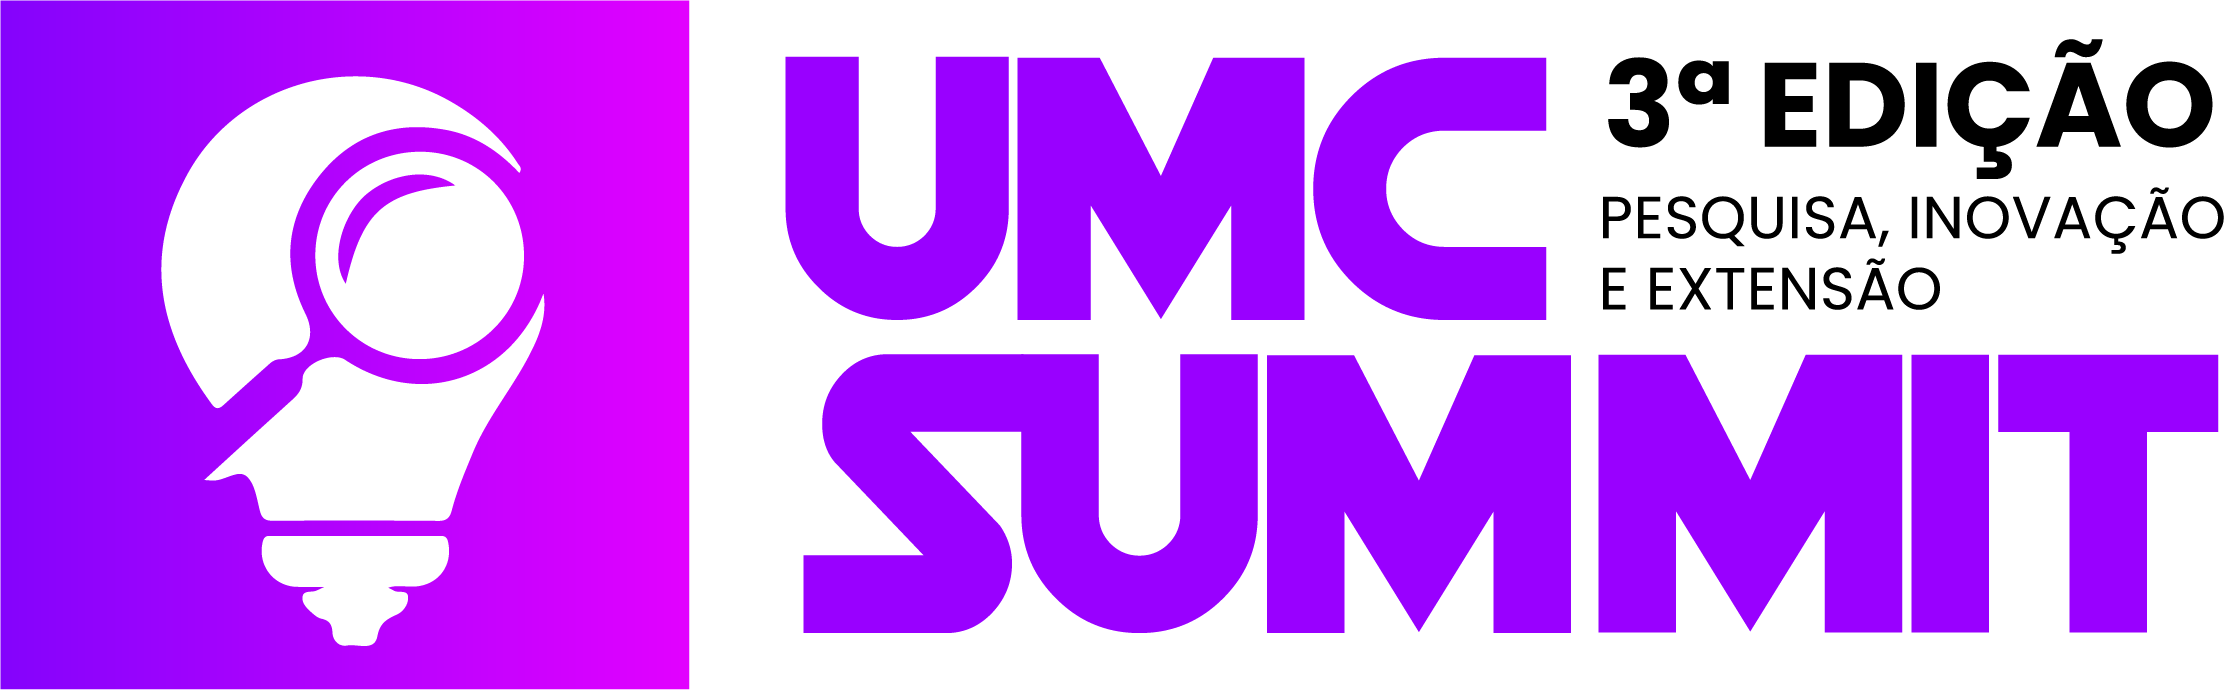 UMC
3ª EDIÇÃO
PESQUISA, INOVAÇÃO
E EXTENSÃO
SUMMIT